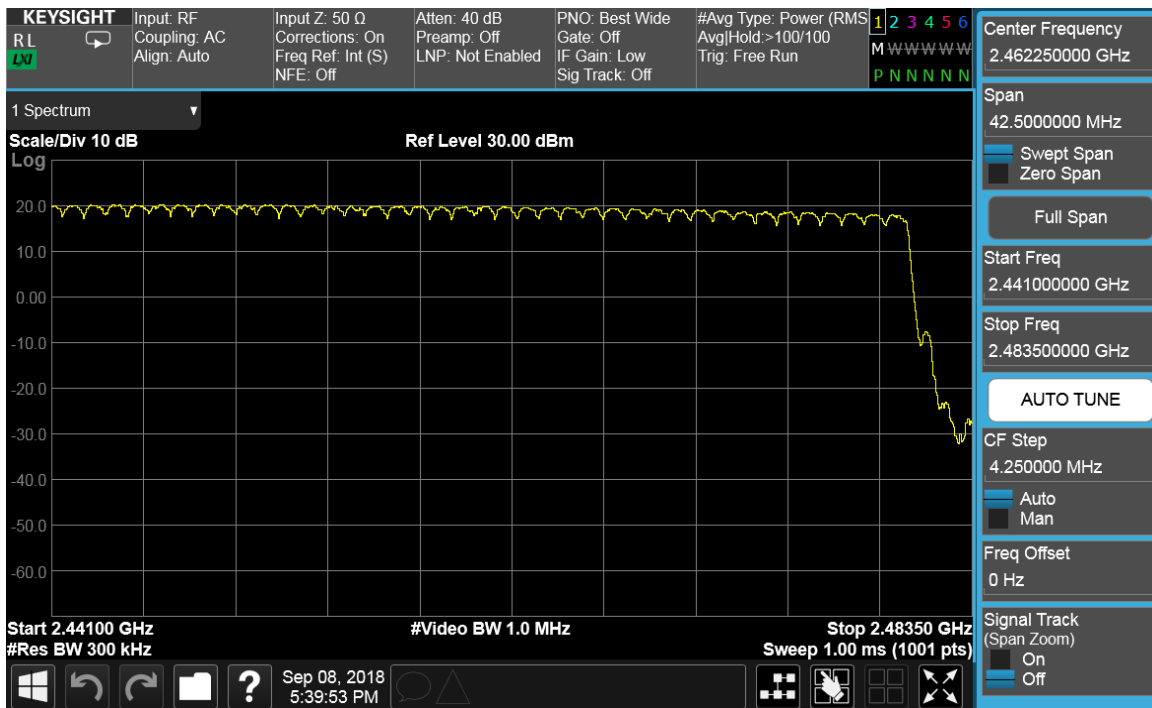 KEYSIGHT
RL
LXI
Input: RF
Coupling: AC
Align: Auto
Input Z: 50 Ω
Corrections: On
Freq Ref: Int (S)
NFE: Off
Atten: 40 dB
Preamp: Off
LNP: Not Enabled
PNO: Best Wide
Gate: Off
IF Gain: Low
Sig Track: Off
#Avg Type: Power (RMS
Avg|Hold:>100/100
Trig: Free Run
1 2 3 4 5 6
M W W W W W
P N N N N N
1 Spectrum
Scale/Div 10 dB
Ref Level 30.00 dBm
Log
20.0
10.0
0.00
-10.0
-20.0
-30.0
-40.0
-50.0
-60.0
Start 2.44100 GHz
#Video BW 1.0 MHz
Stop 2.48350 GHz
#Res BW 300 kHz
Sweep 1.00 ms (1001 pts)
?
Sep 08, 2018
5:39:53 PM
Center Frequency
2.462250000 GHz
Span
42.5000000 MHz
Swept Span
Zero Span
Full Span
Start Freq
2.441000000 GHz
Stop Freq
2.483500000 GHz
AUTO TUNE
CF Step
4.250000 MHz
Auto
Man
Freq Offset
0 Hz
Signal Track
(Span Zoom)
On
Off